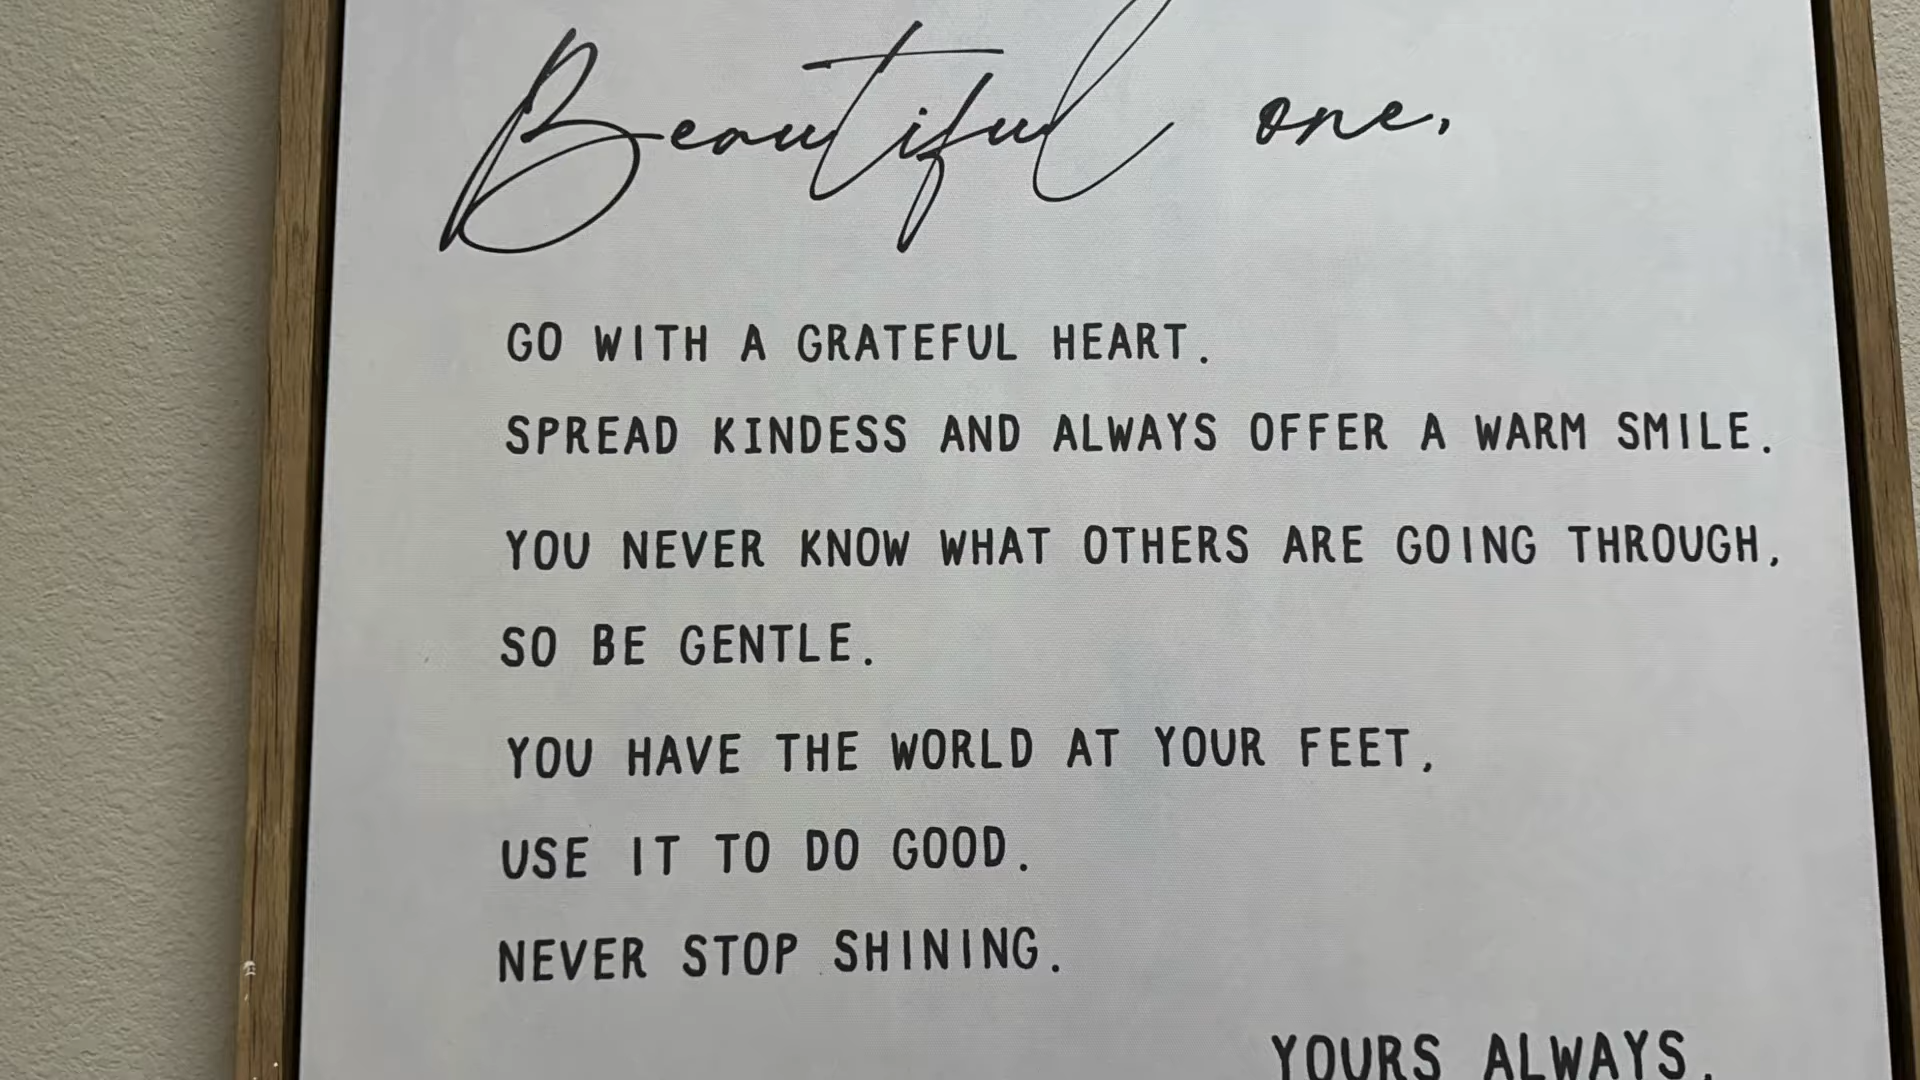 Beautiful one,
GO WITH A GRATEFUL HEART.
SPREAD KINDESS AND ALWAYS OFFER A WARM SMILE.
YOU NEVER KNOW WHAT OTHERS ARE GOING THROUGH,
SO BE GENTLE.
YOU HAVE THE WORLD AT YOUR FEET,
USE IT TO DO GOOD.
NEVER STOP SHINING.
YOURS ALWAYS,